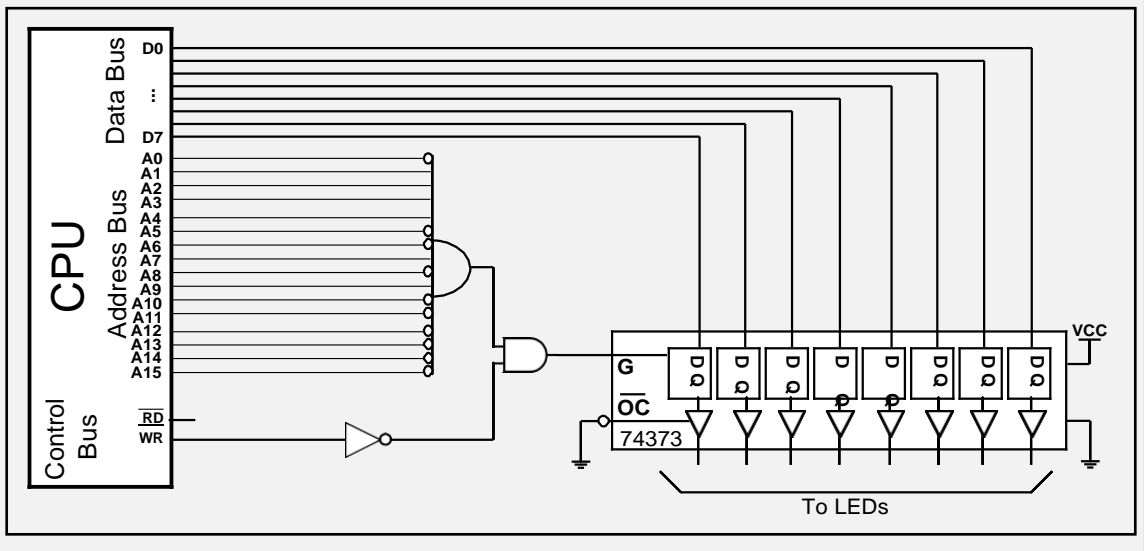 CPU
Data Bus
Address Bus
Control
Bus
D0
...
D7
A0
A1
A2
A3
A4
A5
A6
A7
A8
A9
A10
A11
A12
A13
A14
A15
RD
WR
G
OC
74373
D Q
D Q
D Q
D Q
D Q
D Q
D Q
D Q
VCC
To LEDs